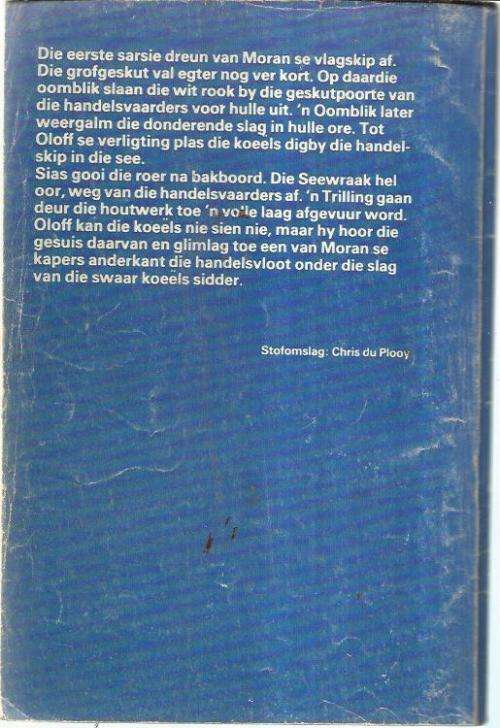 Die eerste sarsie dreun van Moran se vlagskip af.
Die grofgeskut val egter nog ver kort. Op daardie
oomblik slaan die wit rook by die geskutpoorte van
die handelsvaarders voor hulle uit. 'n Oomblik later
weergalm die donderende slag in hulle ore. Tot
Oloff se verligting plas die koeëls digby die handel-
skip in die see.
Sias gooi die roer na bakboord. Die Seewraak hel
oor, weg van die handelsvaarders af. 'n Trilling gaan
deur die houtwerk toe 'n volle laag afgevuur word.
Oloff kan die koeëls nie sien nie, maar hy hoor die
gesuis daarvan en glimlag toe een van Moran se
kapers anderkant die handelsvloot onder die slag
van die swaar koeëls sidder.
Stofomslag: Chris du Plooy